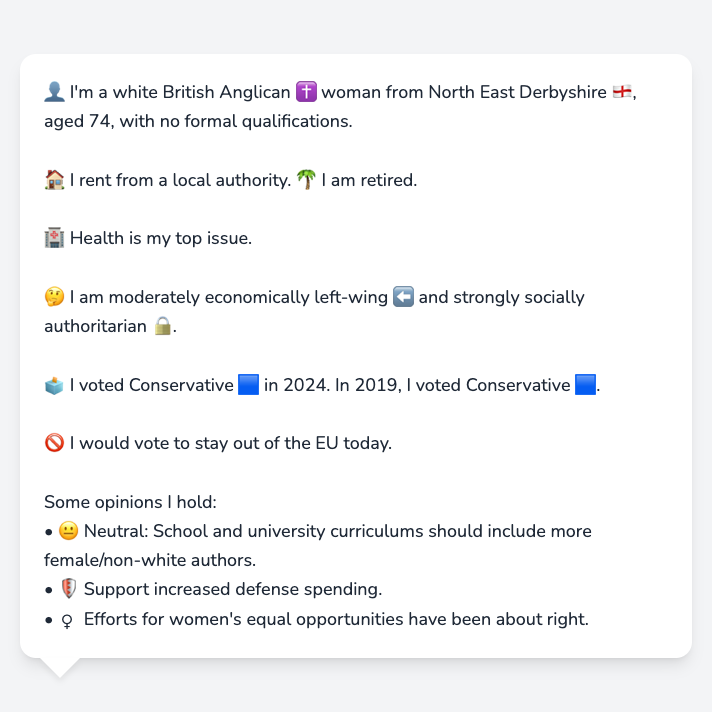 👤 I'm a white British Anglican ✝️ woman from North East Derbyshire 🏴󠁧󠁢󠁥󠁮󠁧󠁿,
aged 74, with no formal qualifications.
🏠 I rent from a local authority. 🌴 I am retired.
🏥 Health is my top issue.
🤔 I am moderately economically left-wing ⬅️ and strongly socially
authoritarian 🔒.
🗳️ I voted Conservative 🟦 in 2024. In 2019, I voted Conservative 🟦.
🚫 I would vote to stay out of the EU today.
Some opinions I hold:
• 😐 Neutral: School and university curriculums should include more
female/non-white authors.
• 🛡️ Support increased defense spending.
• ♀ Efforts for women's equal opportunities have been about right.